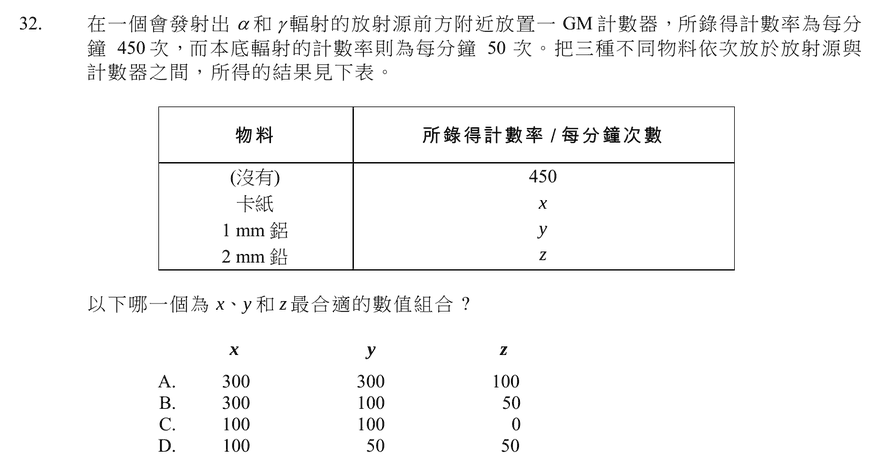 32. 在一個會發射出 α 和 γ 輻射的放射源前方附近放置一 GM 計數器，所錄得計數率為每分
鐘 450 次，而本底輻射的計數率則為每分鐘 50 次。把三種不同物料依次放於放射源與
計數器之間，所得的結果見下表。
物料 所錄得計數率 / 每分鐘次數
(沒有) 450
卡紙 x
1 mm 鋁 y
2 mm 鉛 z
以下哪一個為 x、y 和 z 最合適的數值組合？
x y z
A. 300 300 100
B. 300 100 50
C. 100 100 0
D. 100 50 50